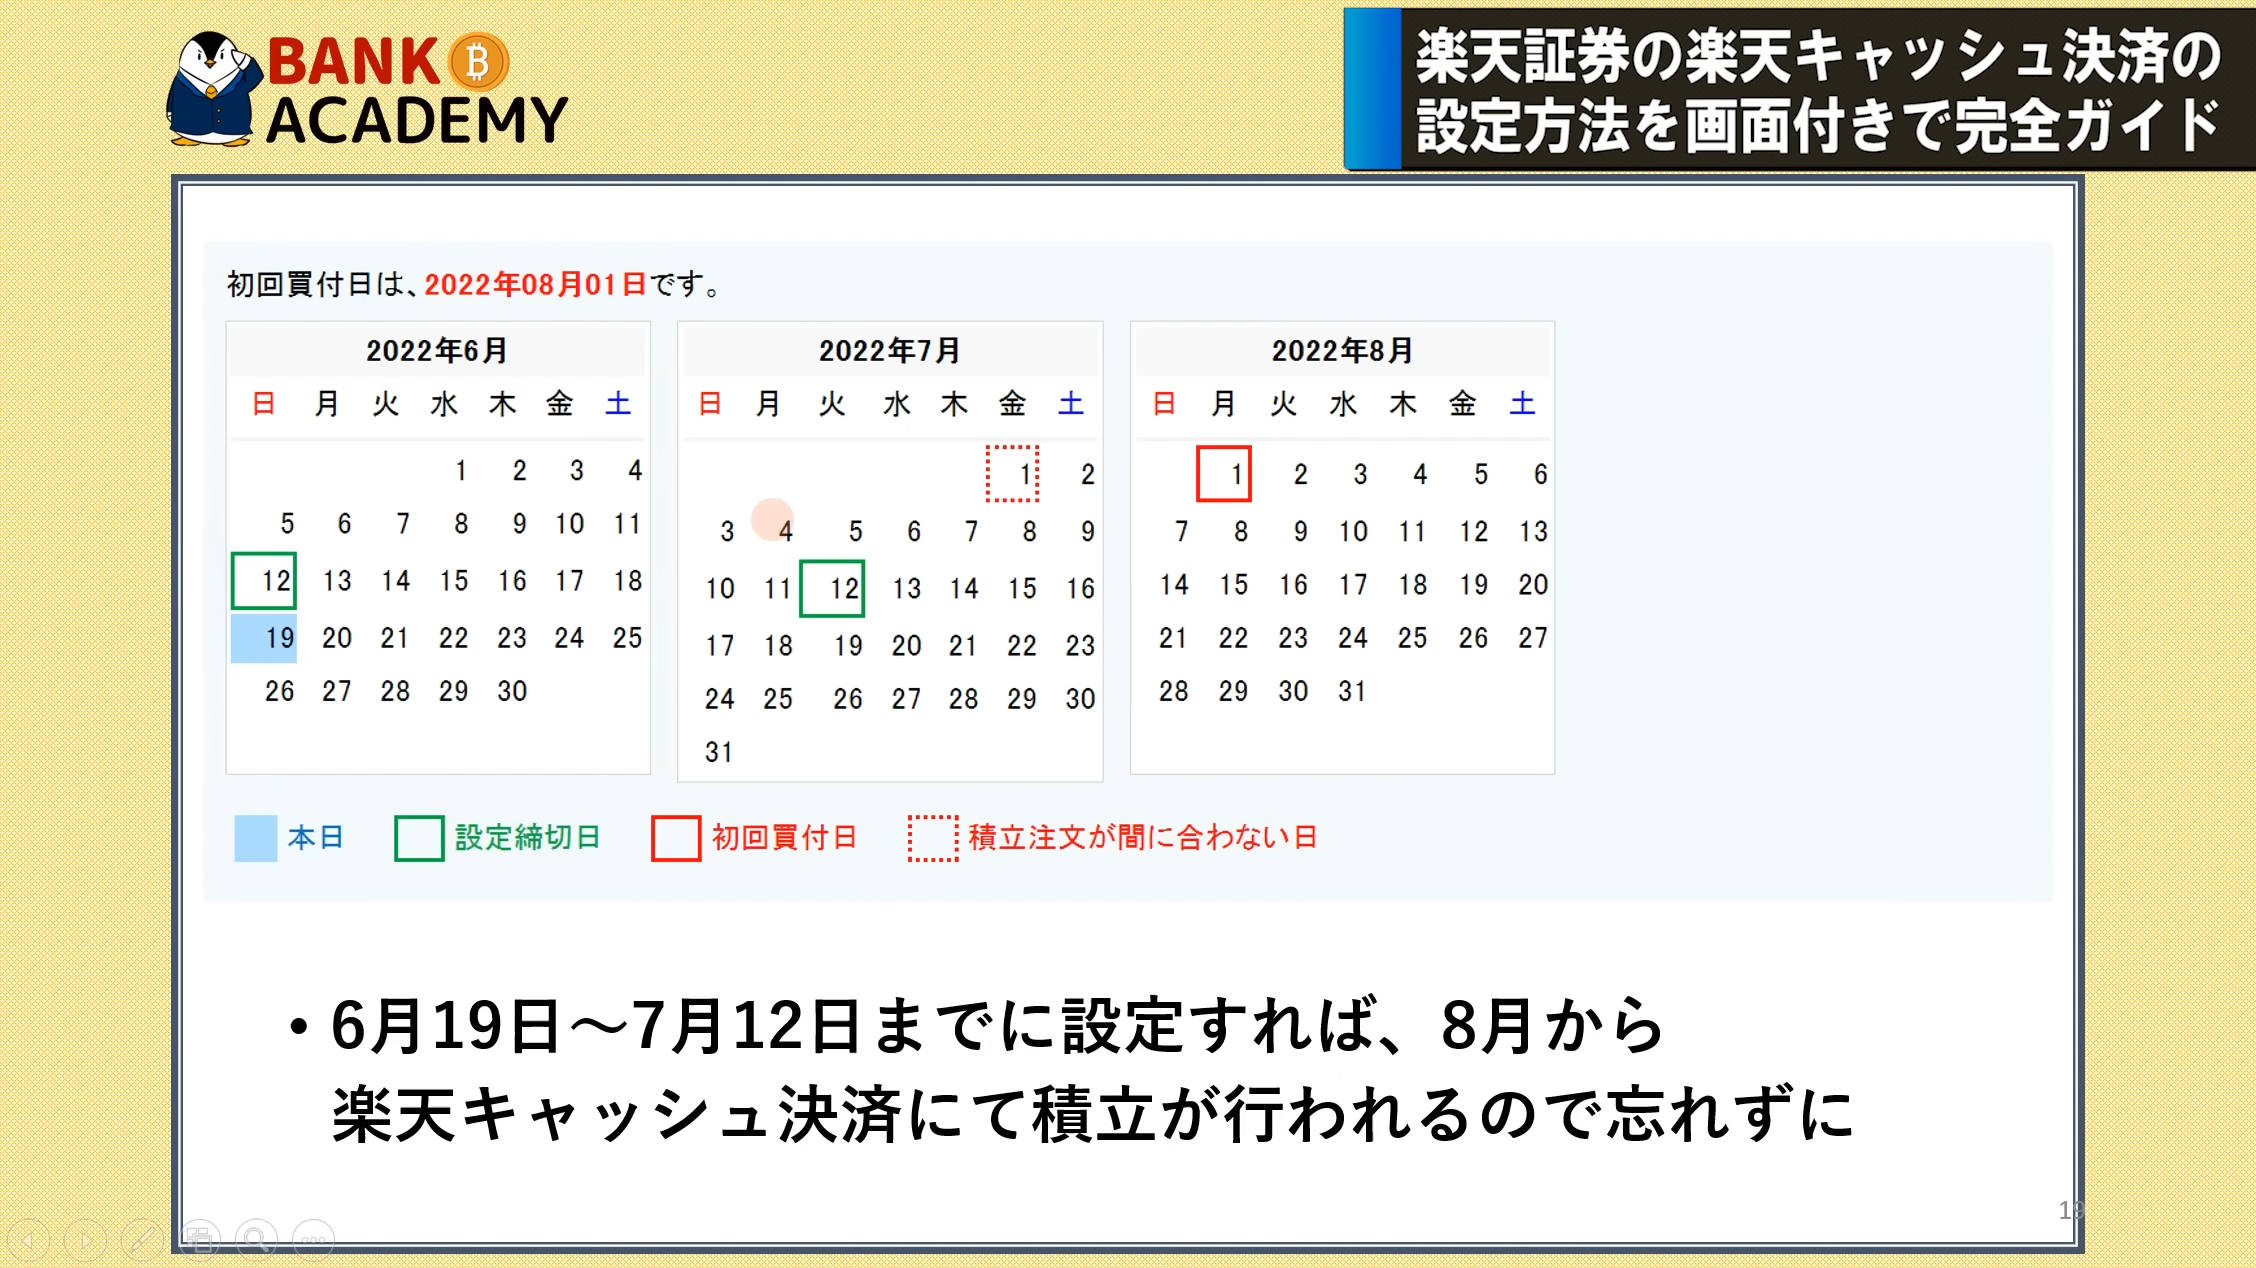 BANK
ACADEMY
楽天証券の楽天キャッシュ決済の
設定方法を画面付きで完全ガイド
初回買付日は、2022年08月01日です。
2022年6月
日 月 火 水 木 金 土
1 2 3 4
5 6 7 8 9 10 11
12 13 14 15 16 17 18
19 20 21 22 23 24 25
26 27 28 29 30
2022年7月
日 月 火 水 木 金 土
1 2
3 4 5 6 7 8 9
10 11 12 13 14 15 16
17 18 19 20 21 22 23
24 25 26 27 28 29 30
31
2022年8月
日 月 火 水 木 金 土
1 2 3 4 5 6
7 8 9 10 11 12 13
14 15 16 17 18 19 20
21 22 23 24 25 26 27
28 29 30 31
本日 設定締切日 初回買付日 積立注文が間に合わない日
・6月19日～7月12日までに設定すれば、8月から
楽天キャッシュ決済にて積立が行われるので忘れずに
19